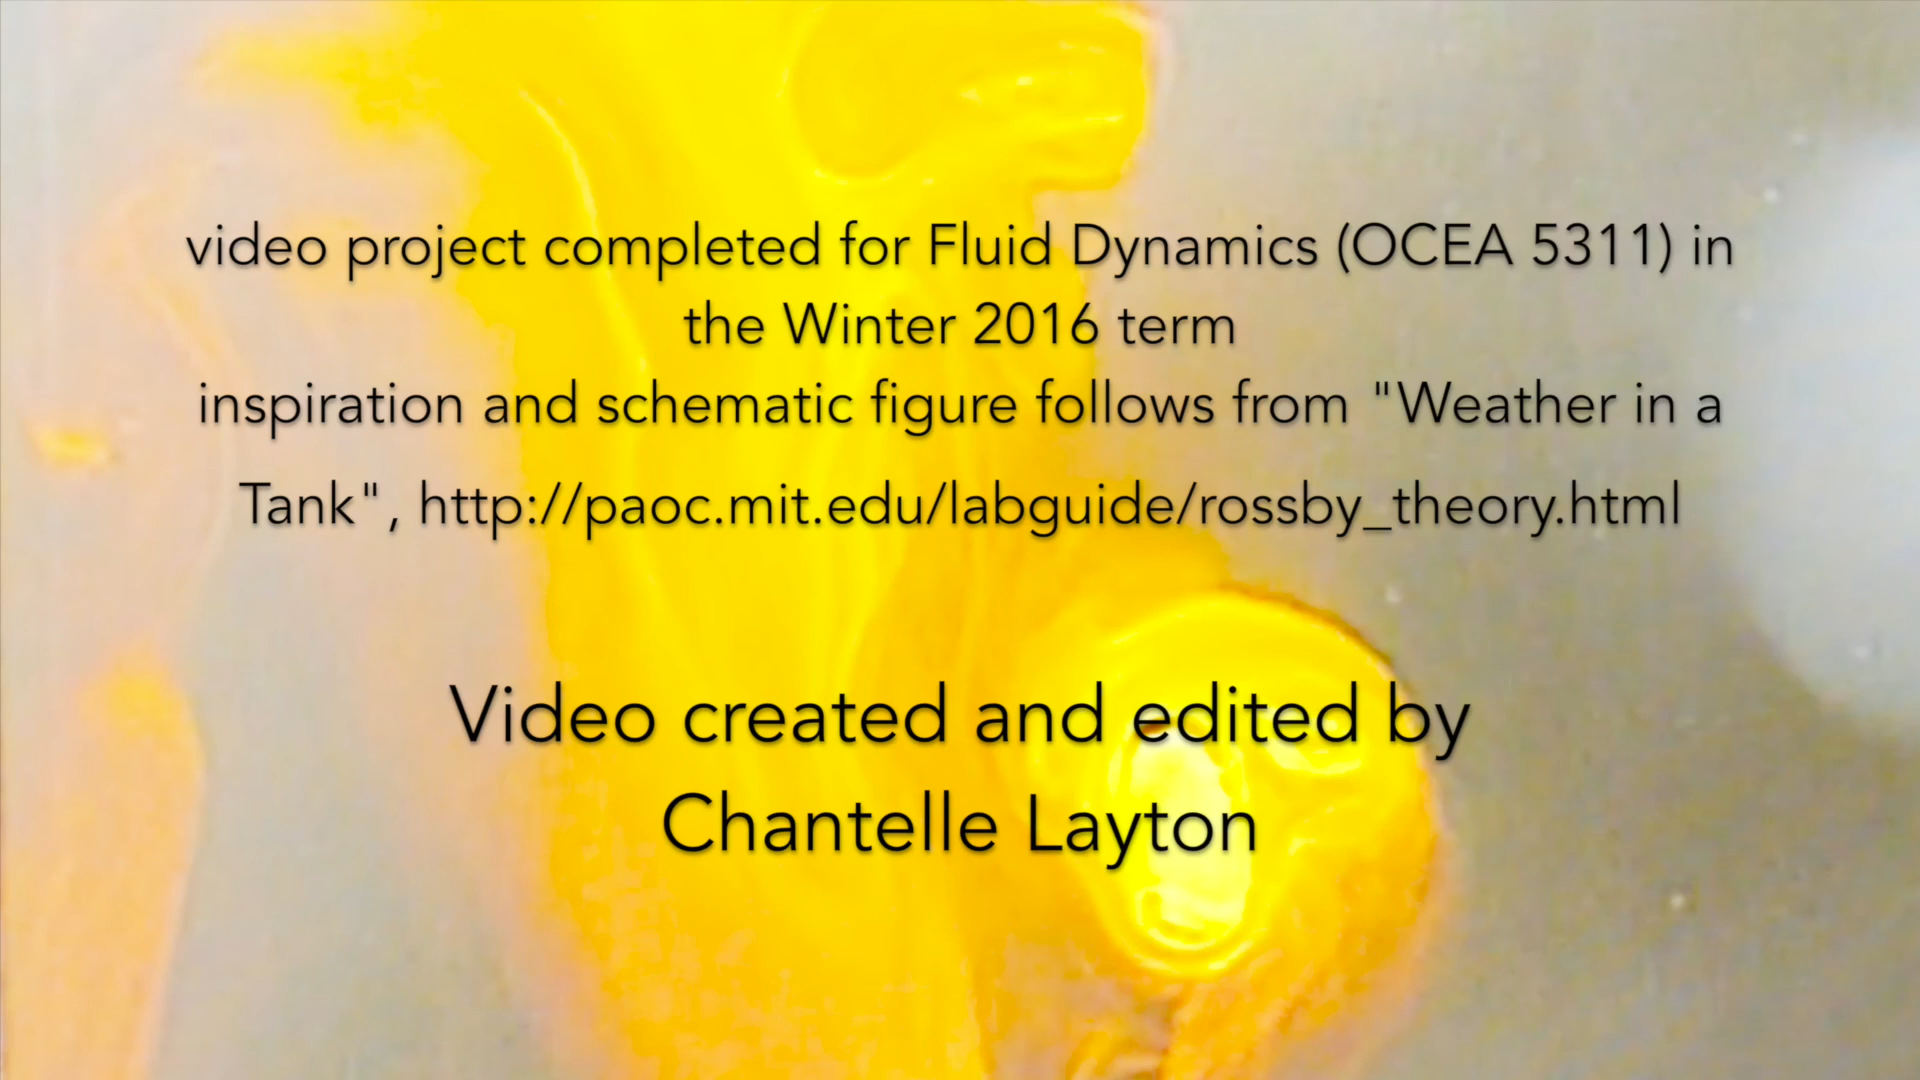 video project completed for Fluid Dynamics (OCEA 5311) in
the Winter 2016 term
inspiration and schematic figure follows from "Weather in a
Tank", http://paoc.mit.edu/labguide/rossby_theory.html
Video created and edited by
Chantelle Layton